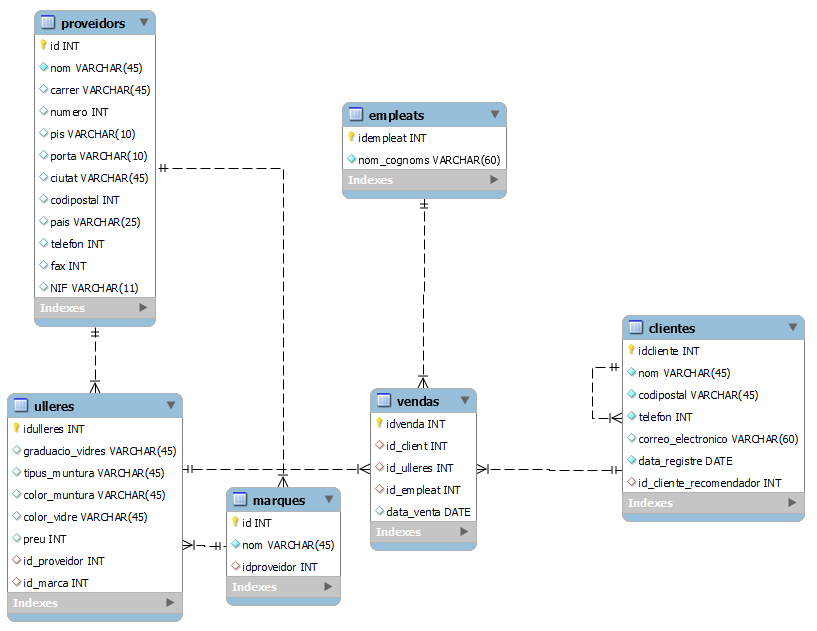 proveidors
id INT
nom VARCHAR(45)
carrer VARCHAR(45)
numero INT
pis VARCHAR(10)
porta VARCHAR(10)
ciutat VARCHAR(45)
codipostal INT
pais VARCHAR(25)
telefon INT
fax INT
NIF VARCHAR(11)
Indexes
empleats
idempleat INT
nom_cognoms VARCHAR(60)
Indexes
clientes
idcliente INT
nom VARCHAR(45)
codipostal VARCHAR(45)
telefon INT
correo_electronico VARCHAR(60)
data_registre DATE
id_cliente_recomendador INT
Indexes
ulleres
idulleres INT
graduacio_vidres VARCHAR(45)
tipus_muntura VARCHAR(45)
color_muntura VARCHAR(45)
color_vidre VARCHAR(45)
preu INT
id_proveidor INT
id_marca INT
Indexes
vendas
idvenda INT
id_client INT
id_ulleres INT
id_empleat INT
data_venta DATE
Indexes
marques
id INT
nom VARCHAR(45)
idproveidor INT
Indexes